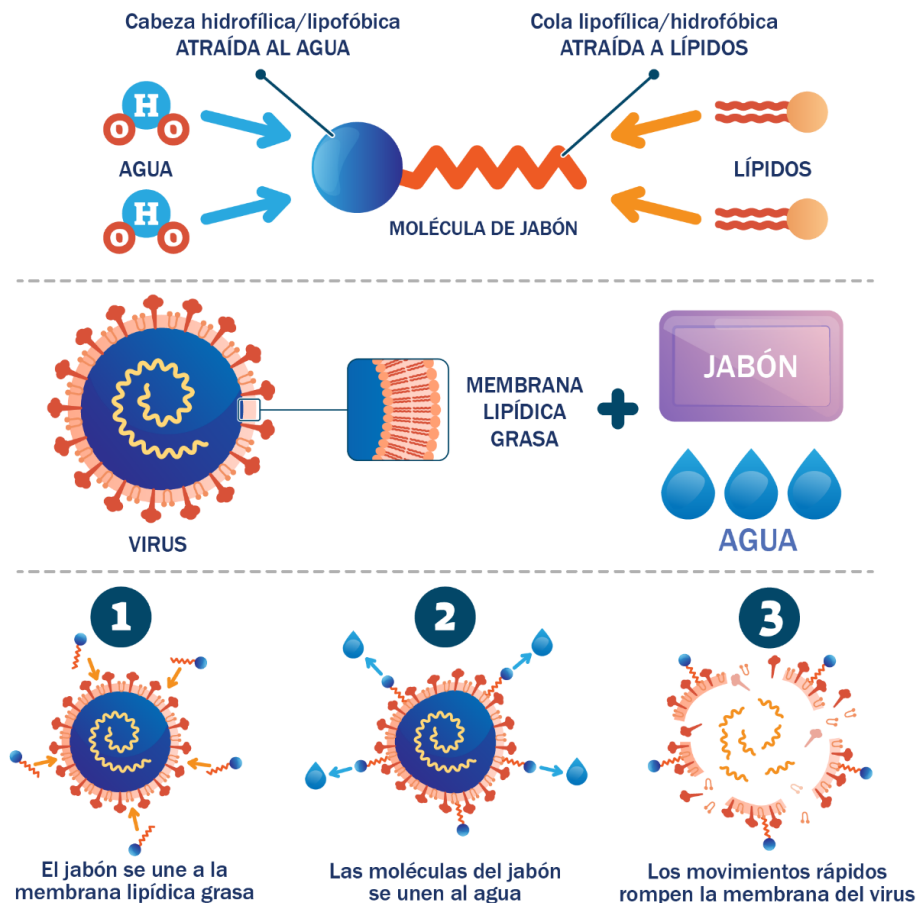 Cabeza hidrofílica/lipofóbica
ATRAÍDA AL AGUA
Cola lipofílica/hidrofóbica
ATRAÍDA A LÍPIDOS
H
O O
AGUA
H
O O
MOLÉCULA DE JABÓN
LÍPIDOS
VIRUS
MEMBRANA
LIPÍDICA
GRASA
+
JABÓN
AGUA
1
El jabón se une a la
membrana lipídica grasa
2
Las moléculas del jabón
se unen al agua
3
Los movimientos rápidos
rompen la membrana del virus